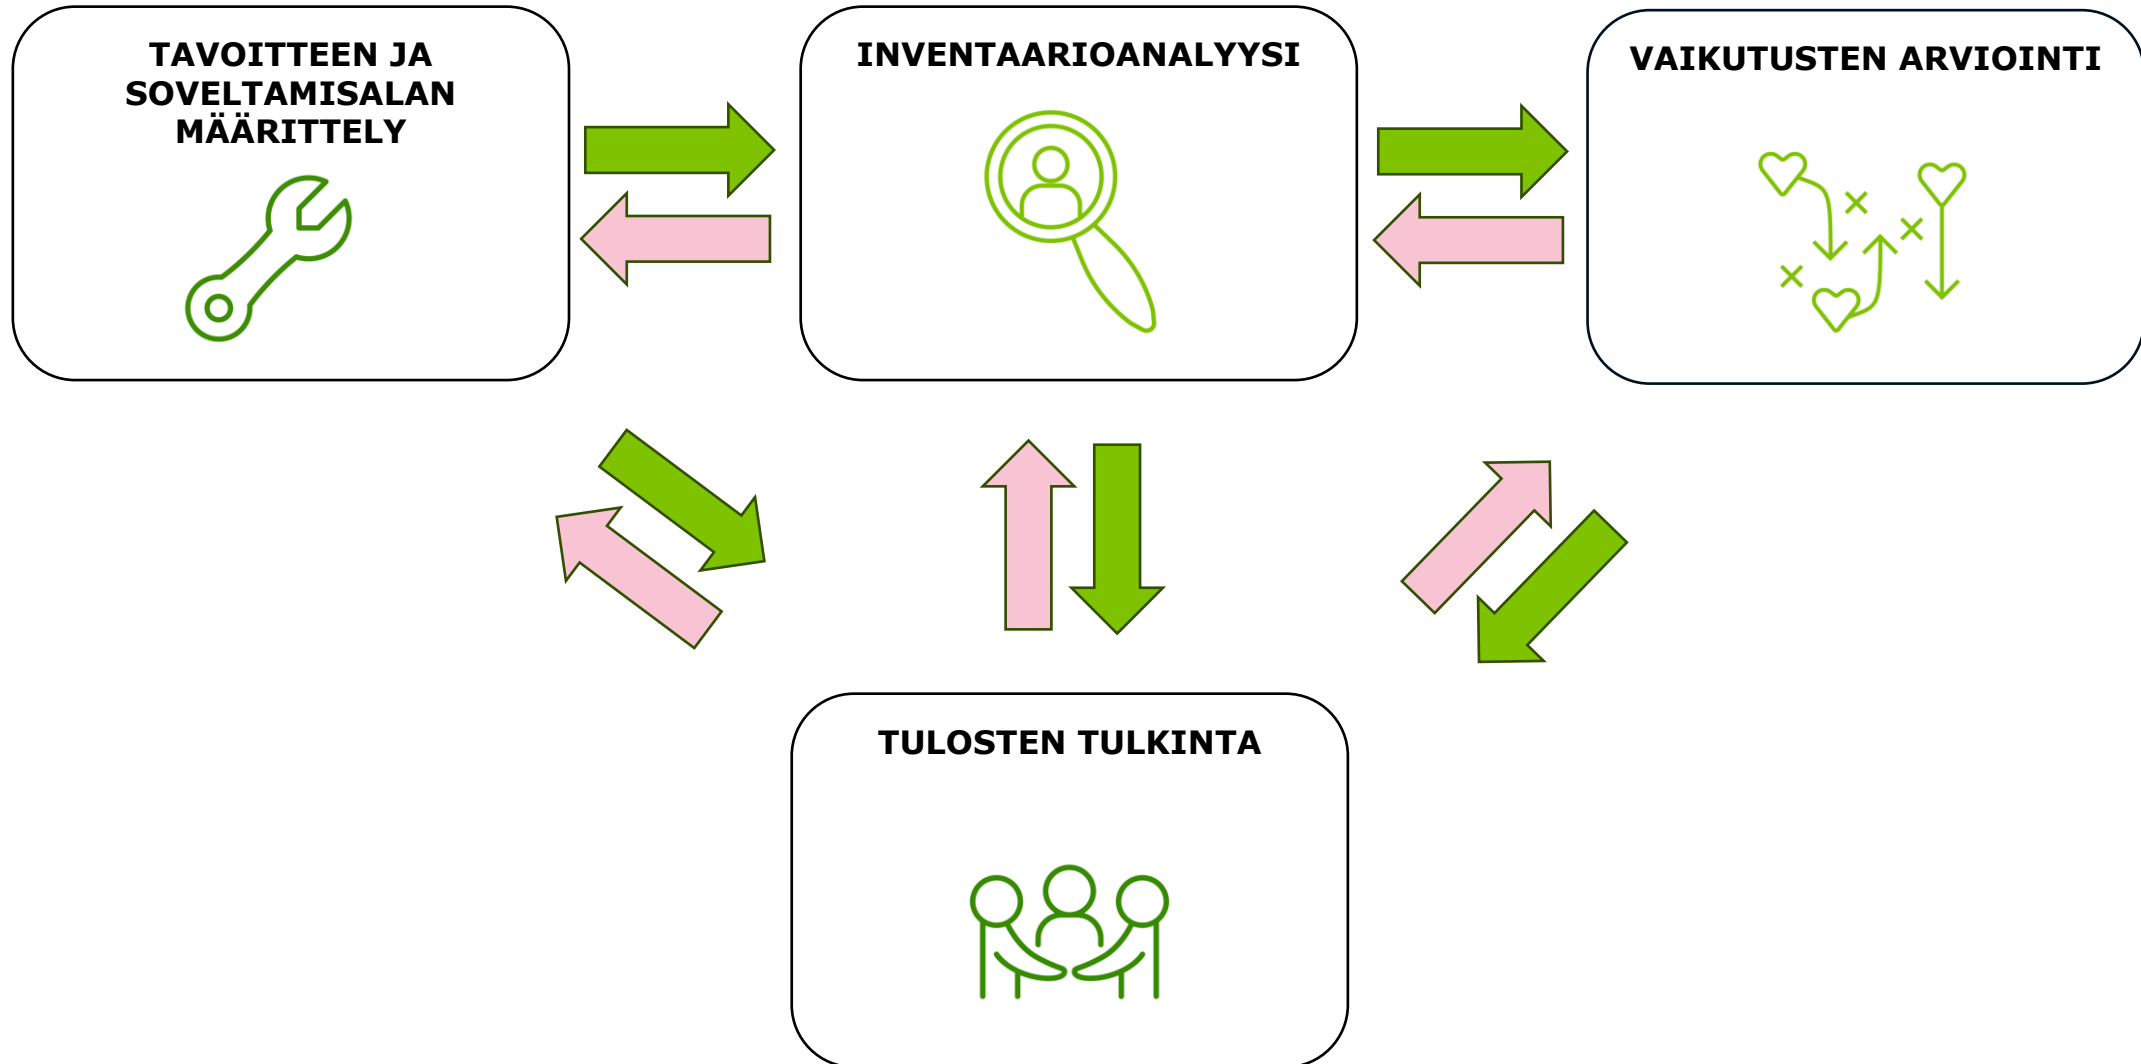 TAVOITTEEN JA
SOVELTAMISALAN
MÄÄRITTELY
INVENTAARIOANALYYSI
VAIKUTUSTEN ARVIOINTI
TULOSTEN TULKINTA